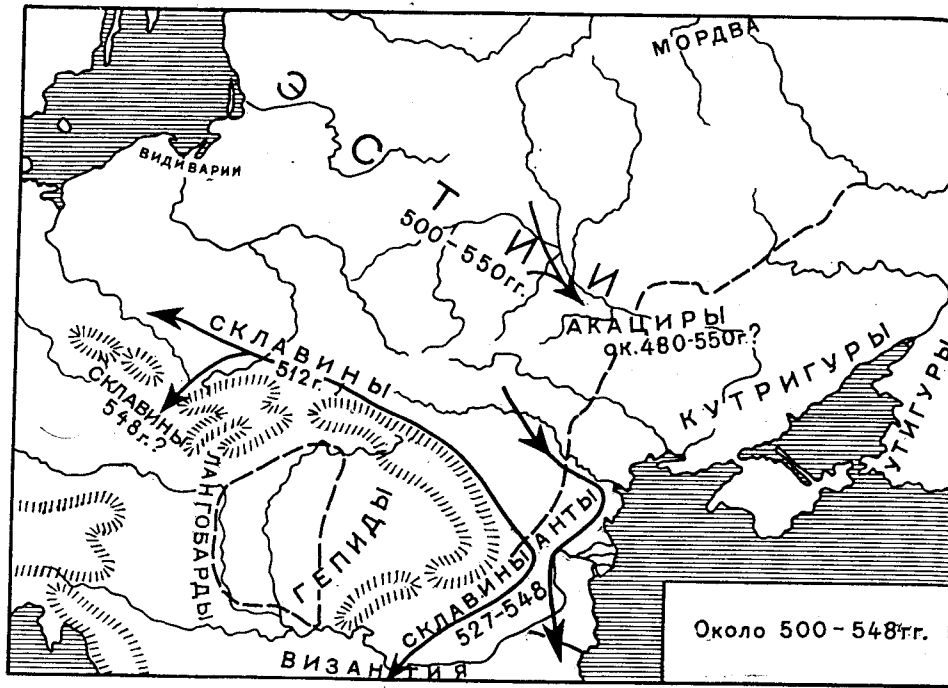 МОРДВА
ЭСТИИ
ВИДИВАРИИ
500-550гг.
АКАЦИРЫ
ок.480-550г.?
СКЛАВИНЫ
512г.
СКЛАВИНЫ
548г.?
КУТРИГУРЫ
УТИГУРЫ
ЛАНГОБАРДЫ
ГЕПИДЫ
АНТЫ
СКЛАВИНЫ
527-548
ВИЗАНТИЯ
Около 500-548гг.